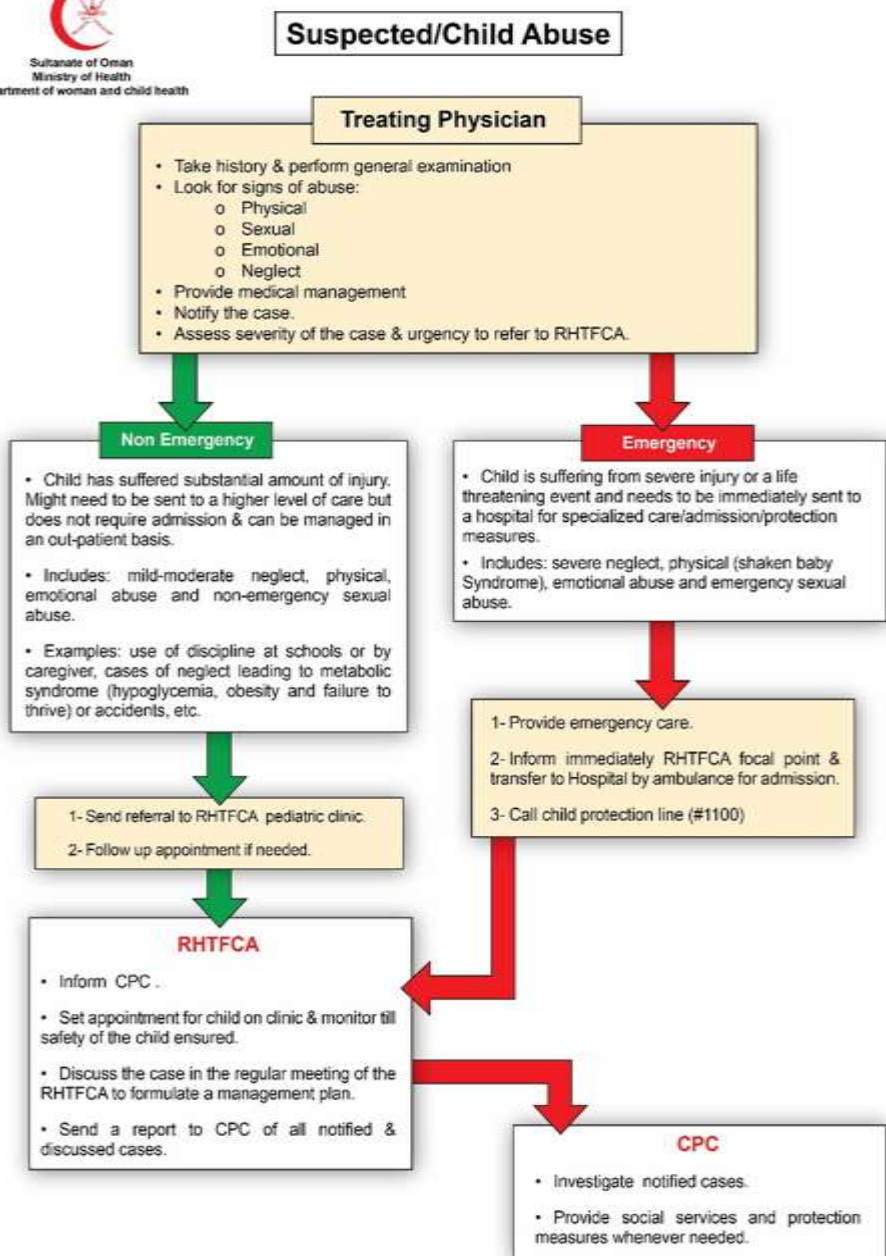 Sultanate of Oman
Ministry of Health
artment of woman and child health
Suspected/Child Abuse
Treating Physician
• Take history & perform general examination
• Look for signs of abuse:
o Physical
o Sexual
o Emotional
o Neglect
• Provide medical management
• Notify the case.
• Assess severity of the case & urgency to refer to RHTFCA.
Non Emergency
• Child has suffered substantial amount of injury.
Might need to be sent to a higher level of care but
does not require admission & can be managed in
an out-patient basis.
• Includes: mild-moderate neglect, physical,
emotional abuse and non-emergency sexual
abuse.
• Examples: use of discipline at schools or by
caregiver, cases of neglect leading to metabolic
syndrome (hypoglycemia, obesity and failure to
thrive) or accidents, etc.
Emergency
• Child is suffering from severe injury or a life
threatening event and needs to be immediately sent to
a hospital for specialized care/admission/protection
measures.
• Includes: severe neglect, physical (shaken baby
Syndrome), emotional abuse and emergency sexual
abuse.
1- Send referral to RHTFCA pediatric clinic.
2- Follow up appointment if needed.
1- Provide emergency care.
2- Inform immediately RHTFCA focal point &
transfer to Hospital by ambulance for admission.
3- Call child protection line (#1100)
RHTFCA
• Inform CPC .
• Set appointment for child on clinic & monitor till
safety of the child ensured.
• Discuss the case in the regular meeting of the
RHTFCA to formulate a management plan.
• Send a report to CPC of all notified &
discussed cases.
CPC
• Investigate notified cases.
• Provide social services and protection
measures whenever needed.